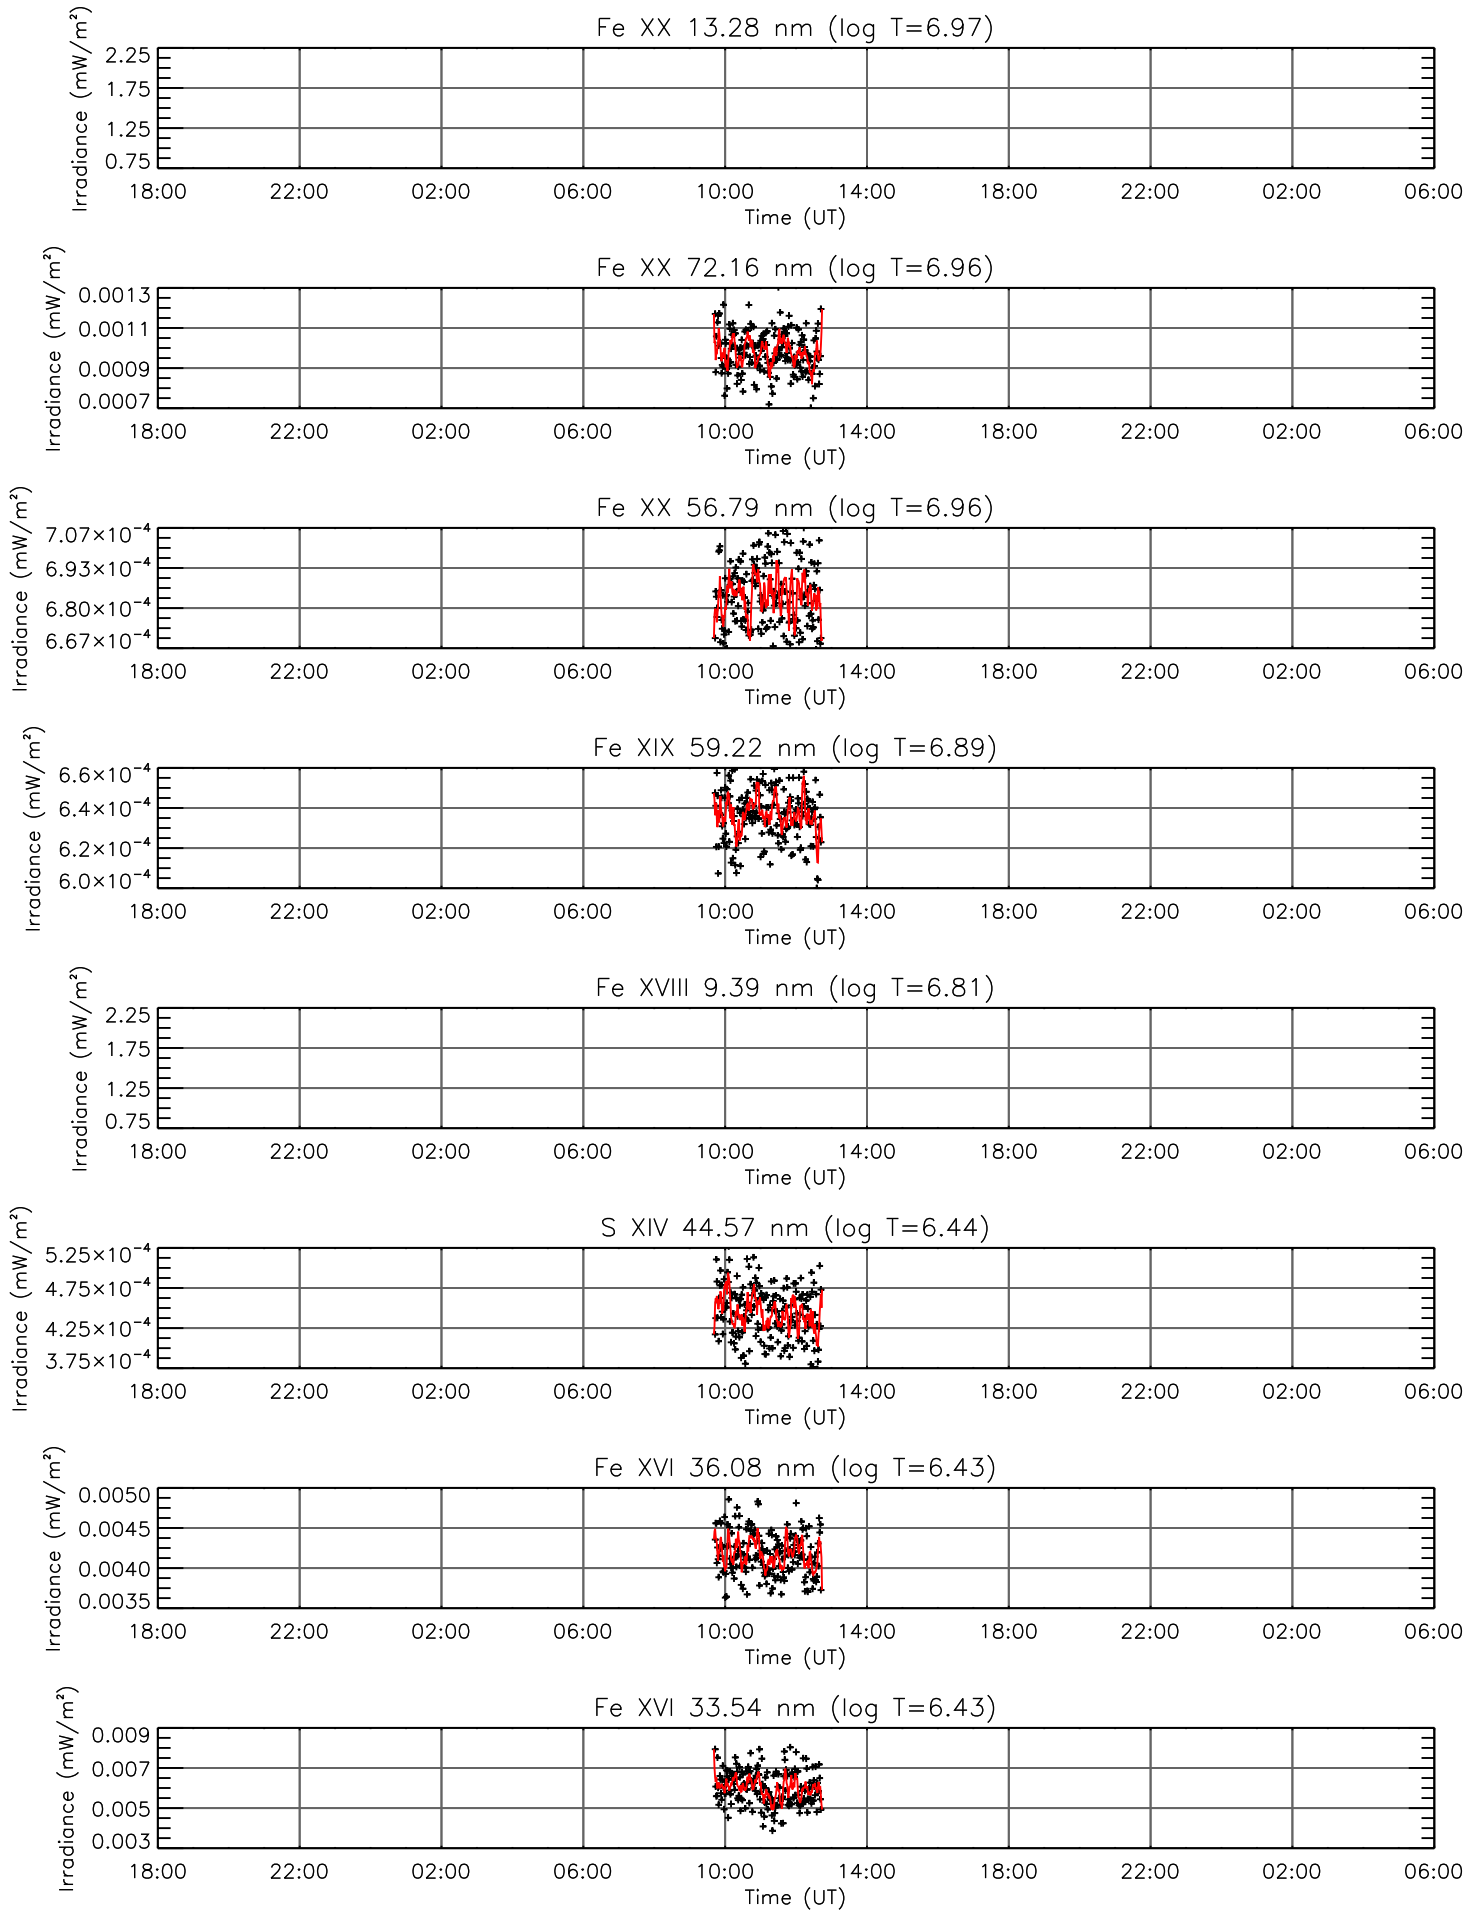 Fe XX 13.28 nm (log T=6.97)
Irradiance (mW/m²)
2.25
1.75
1.25
0.75
18:00 22:00 02:00 06:00 10:00 14:00 18:00 22:00 02:00 06:00
Time (UT)
Fe XX 72.16 nm (log T=6.96)
Irradiance (mW/m²)
0.0013
0.0011
0.0009
0.0007
18:00 22:00 02:00 06:00 10:00 14:00 18:00 22:00 02:00 06:00
Time (UT)
Fe XX 56.79 nm (log T=6.96)
Irradiance (mW/m²)
7.07×10⁻⁴
6.93×10⁻⁴
6.80×10⁻⁴
6.67×10⁻⁴
18:00 22:00 02:00 06:00 10:00 14:00 18:00 22:00 02:00 06:00
Time (UT)
Fe XIX 59.22 nm (log T=6.89)
Irradiance (mW/m²)
6.6×10⁻⁴
6.4×10⁻⁴
6.2×10⁻⁴
6.0×10⁻⁴
18:00 22:00 02:00 06:00 10:00 14:00 18:00 22:00 02:00 06:00
Time (UT)
Fe XVIII 9.39 nm (log T=6.81)
Irradiance (mW/m²)
2.25
1.75
1.25
0.75
18:00 22:00 02:00 06:00 10:00 14:00 18:00 22:00 02:00 06:00
Time (UT)
S XIV 44.57 nm (log T=6.44)
Irradiance (mW/m²)
5.25×10⁻⁴
4.75×10⁻⁴
4.25×10⁻⁴
3.75×10⁻⁴
18:00 22:00 02:00 06:00 10:00 14:00 18:00 22:00 02:00 06:00
Time (UT)
Fe XVI 36.08 nm (log T=6.43)
Irradiance (mW/m²)
0.0050
0.0045
0.0040
0.0035
18:00 22:00 02:00 06:00 10:00 14:00 18:00 22:00 02:00 06:00
Time (UT)
Fe XVI 33.54 nm (log T=6.43)
Irradiance (mW/m²)
0.009
0.007
0.005
0.003
18:00 22:00 02:00 06:00 10:00 14:00 18:00 22:00 02:00 06:00
Time (UT)